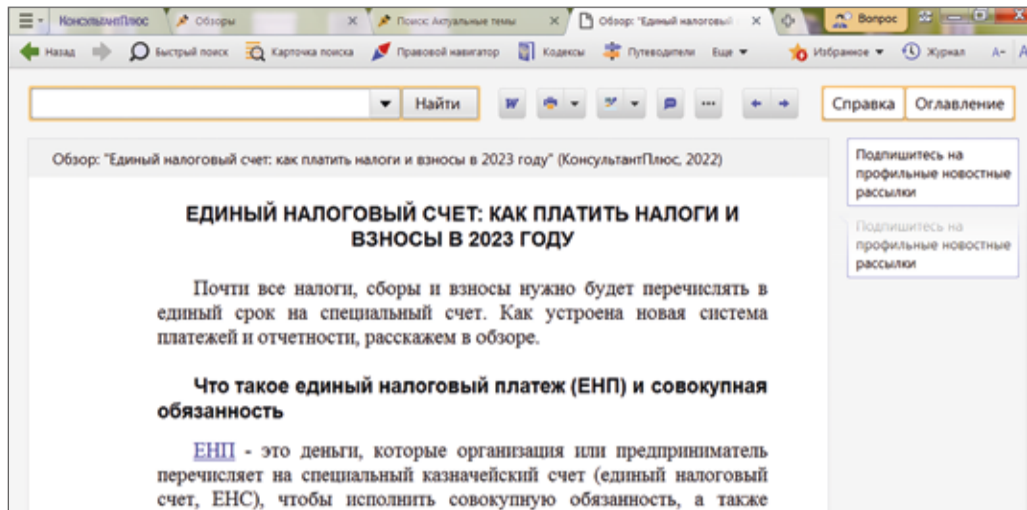 КонсультантПлюс Обзоры Поиск: Актуальные темы Обзор: "Единый налоговый Вопрос
Назад Быстрый поиск Карточка поиска Правовой навигатор Кодексы Путеводители Еще Избранное Журнал A- A
Найти W ... Справка Оглавление
Обзор: "Единый налоговый счет: как платить налоги и взносы в 2023 году" (КонсультантПлюс, 2022)
ЕДИНЫЙ НАЛОГОВЫЙ СЧЕТ: КАК ПЛАТИТЬ НАЛОГИ И
ВЗНОСЫ В 2023 ГОДУ
Почти все налоги, сборы и взносы нужно будет перечислять в
единый срок на специальный счет. Как устроена новая система
платежей и отчетности, расскажем в обзоре.
Что такое единый налоговый платеж (ЕНП) и совокупная
обязанность
ЕНП - это деньги, которые организация или предприниматель
перечисляет на специальный казначейский счет (единый налоговый
счет, ЕНС), чтобы исполнить совокупную обязанность, а также
Подпишитесь на
профильные новостные
рассылки
Подпишитесь на
профильные новостные
рассылки